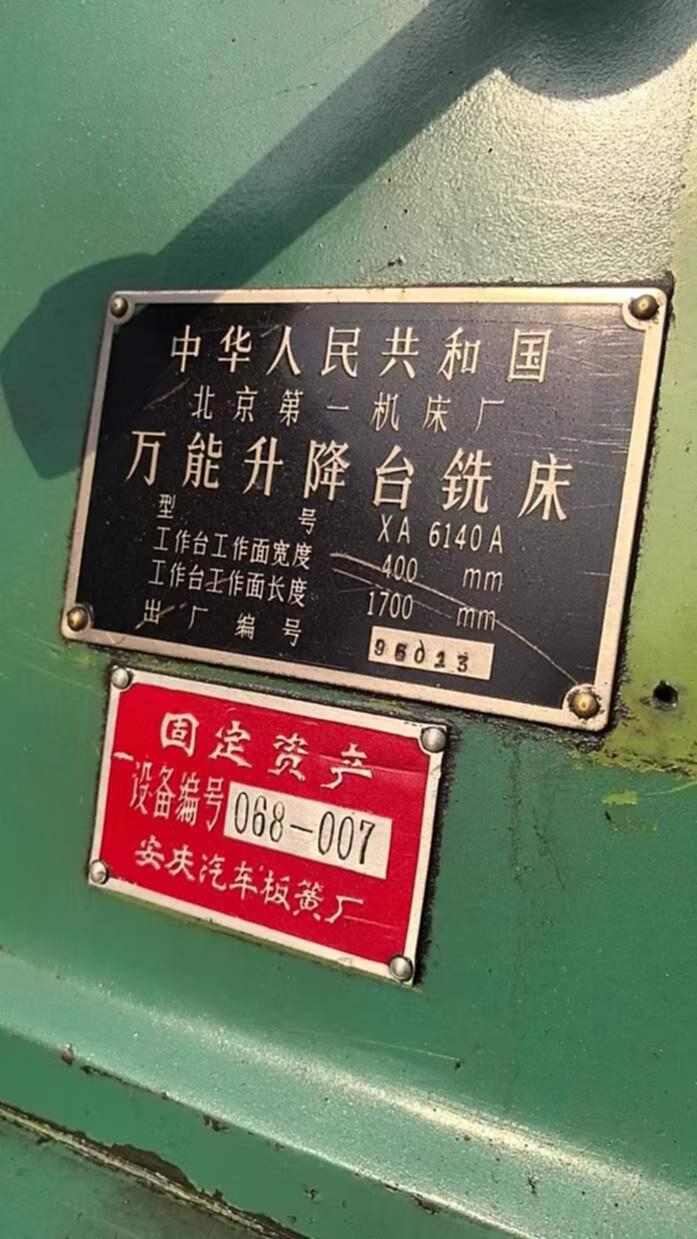 中华人民共和国
北京第一机床厂
万能升降台铣床
型号 XA 6140A
工作台工作面宽度 400 mm
工作台工作面长度 1700 mm
出厂编号 96013
固定资产
设备编号 068-007
安庆汽车板簧厂